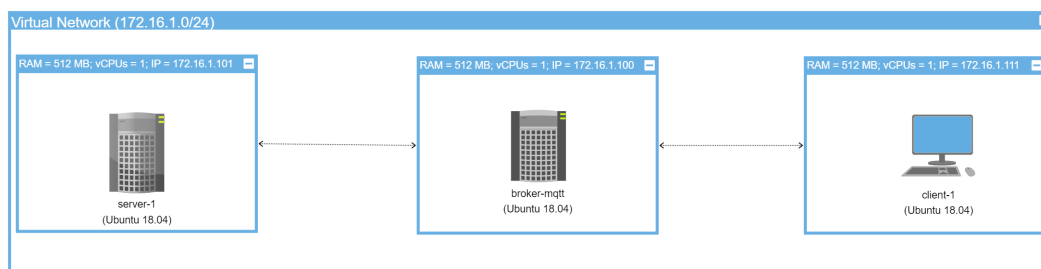 Virtual Network (172.16.1.0/24)
RAM = 512 MB; vCPUs = 1; IP = 172.16.1.101
server-1
(Ubuntu 18.04)
RAM = 512 MB; vCPUs = 1; IP = 172.16.1.100
broker-mqtt
(Ubuntu 18.04)
RAM = 512 MB; vCPUs = 1; IP = 172.16.1.111
client-1
(Ubuntu 18.04)